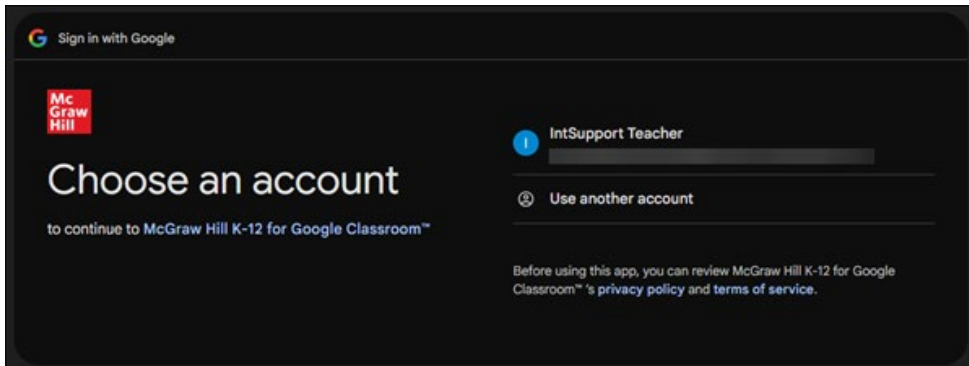 Sign in with Google
Mc
Graw
Hill
Choose an account
to continue to McGraw Hill K-12 for Google Classroom™
I
IntSupport Teacher
Use another account
Before using this app, you can review McGraw Hill K-12 for Google
Classroom™ 's privacy policy and terms of service.